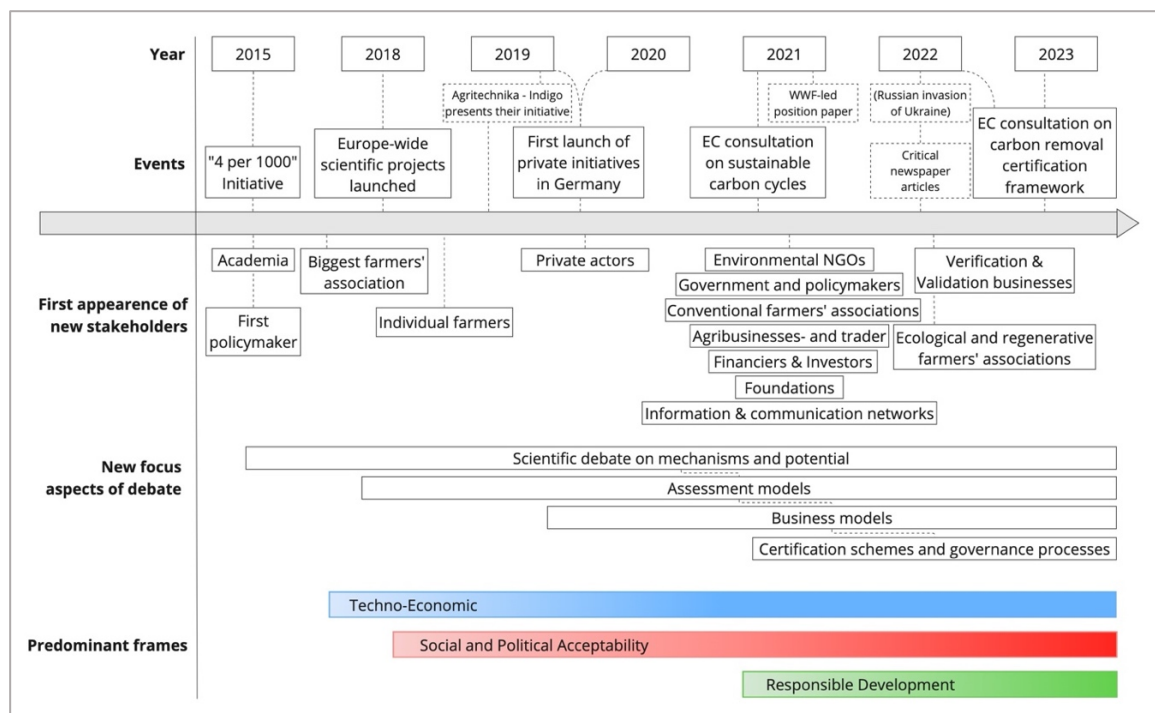 Year
2015
2018
2019
2020
2021
2022
2023
Agritechnika - Indigo
presents their initiative
WWF-led
position paper
(Russian invasion
of Ukraine)
Events
"4 per 1000"
Initiative
Europe-wide
scientific projects
launched
First launch of
private initiatives
in Germany
EC consultation
on sustainable
carbon cycles
Critical
newspaper
articles
EC consultation on
carbon removal
certification
framework
First appearence of
new stakeholders
Academia
First
policymaker
Biggest farmers'
association
Individual farmers
Private actors
Environmental NGOs
Government and policymakers
Conventional farmers' associations
Agribusinesses- and trader
Financiers & Investors
Foundations
Information & communication networks
Verification &
Validation businesses
Ecological and regenerative
farmers' associations
New focus
aspects of debate
Scientific debate on mechanisms and potential
Assessment models
Business models
Certification schemes and governance processes
Predominant frames
Techno-Economic
Social and Political Acceptability
Responsible Development